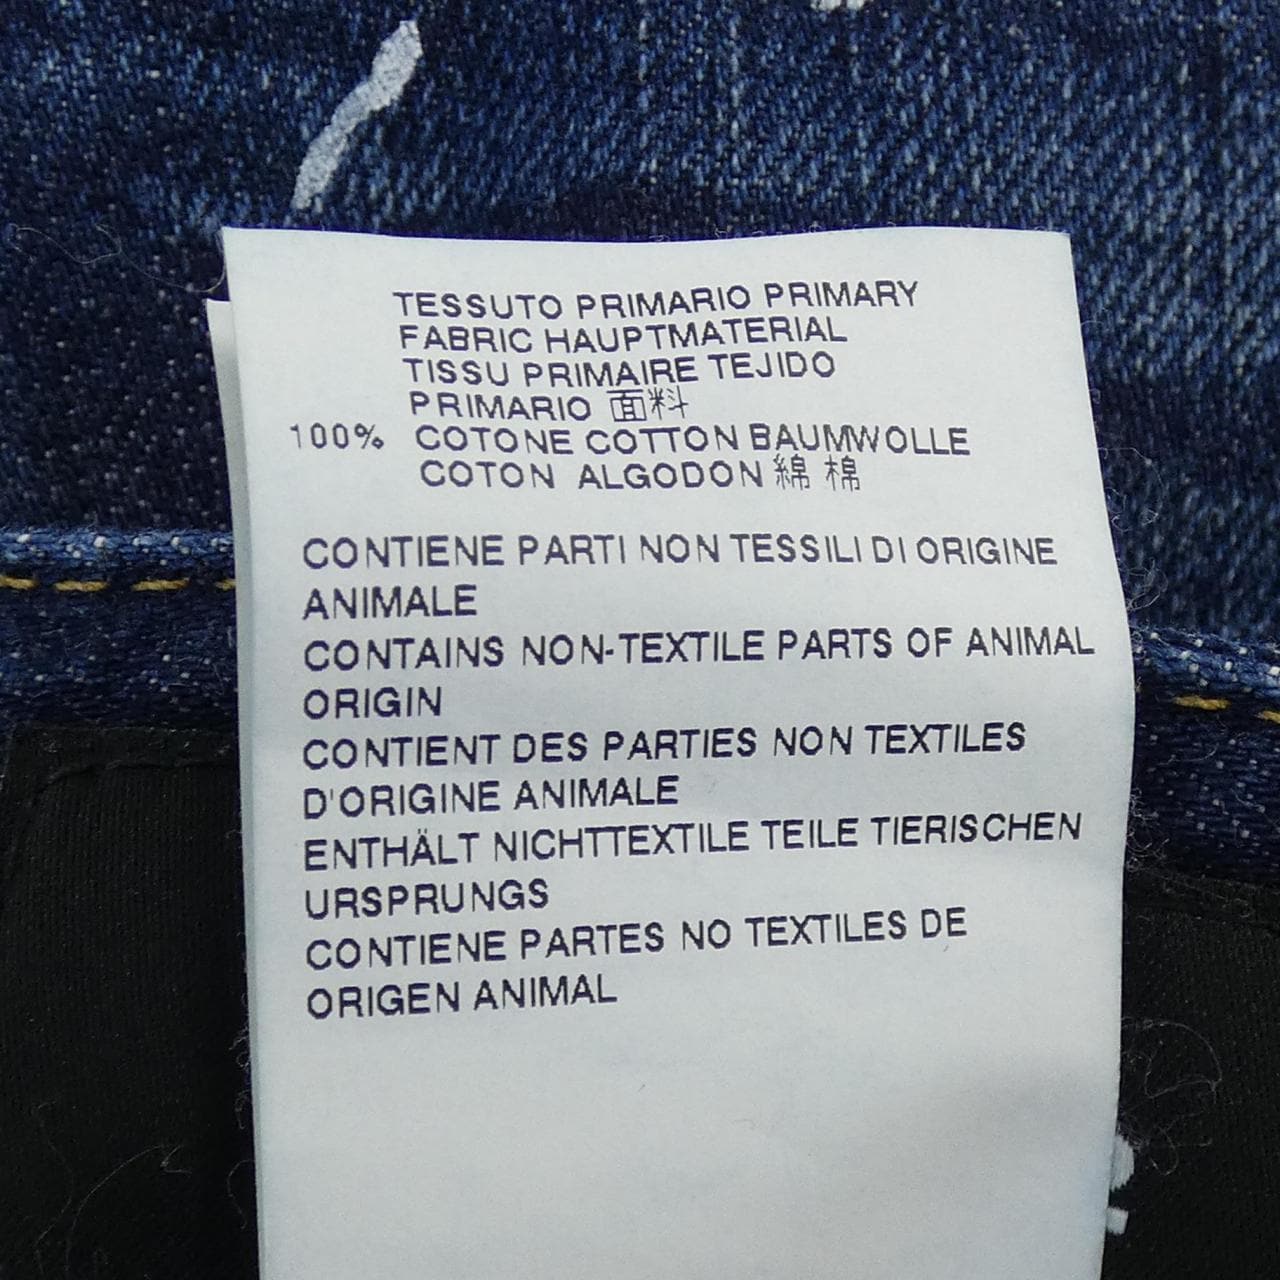 TESSUTO PRIMARIO PRIMARY
FABRIC HAUPTMATERIAL
TISSU PRIMAIRE TEJIDO
PRIMARIO 面料
100% COTONE COTTON BAUMWOLLE
COTON ALGODON 綿 棉
CONTIENE PARTI NON TESSILI DI ORIGINE
ANIMALE
CONTAINS NON-TEXTILE PARTS OF ANIMAL
ORIGIN
CONTIENT DES PARTIES NON TEXTILES
D'ORIGINE ANIMALE
ENTHÄLT NICHTTEXTILE TEILE TIERISCHEN
URSPRUNGS
CONTIENE PARTES NO TEXTILES DE
ORIGEN ANIMAL